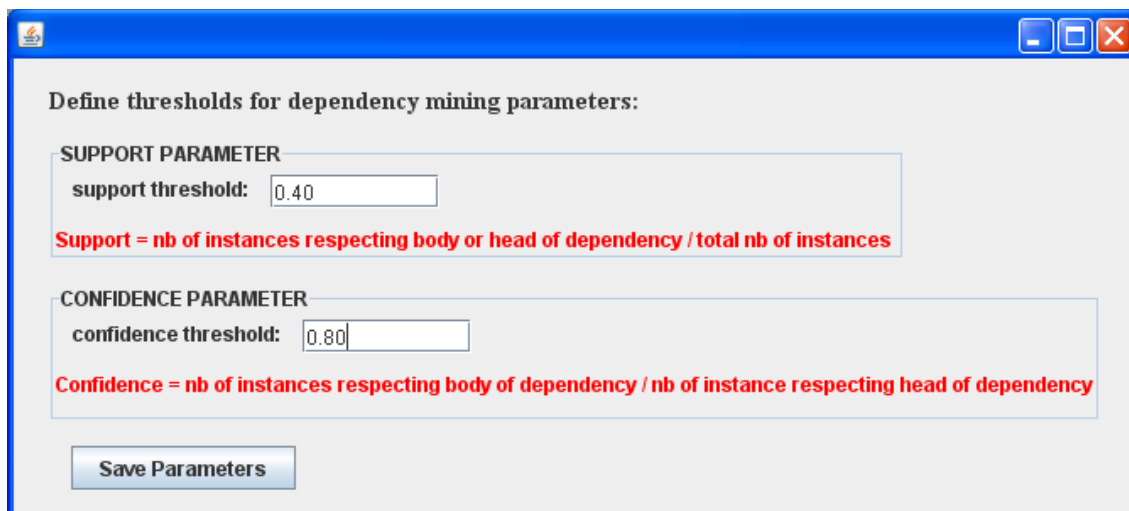 Define thresholds for dependency mining parameters:
SUPPORT PARAMETER
support threshold: 0.40
Support = nb of instances respecting body or head of dependency / total nb of instances
CONFIDENCE PARAMETER
confidence threshold: 0.80
Confidence = nb of instances respecting body of dependency / nb of instance respecting head of dependency
Save Parameters